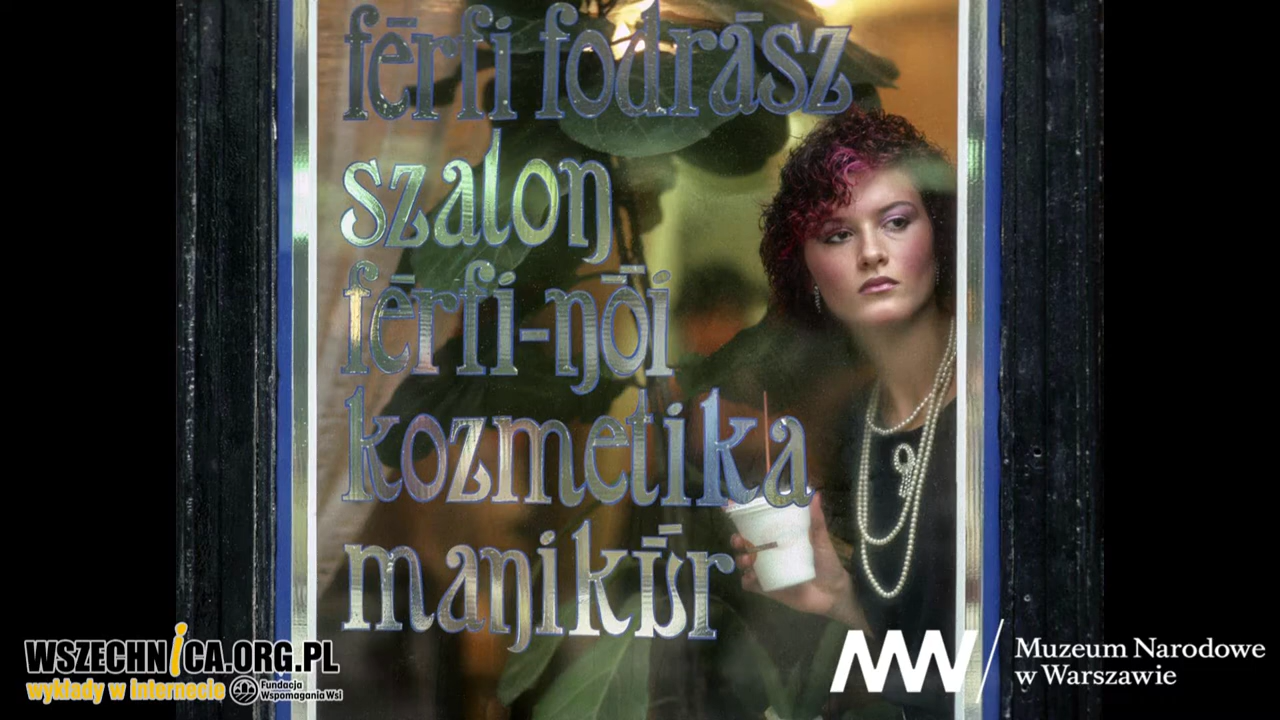 férfi fodrász
szalon
férfi-női
kozmetika
manikűr
WSZECHNICA.ORG.PL
wykłady w internecie
Fundacja
Wspomagania Wsi
Muzeum Narodowe
w Warszawie